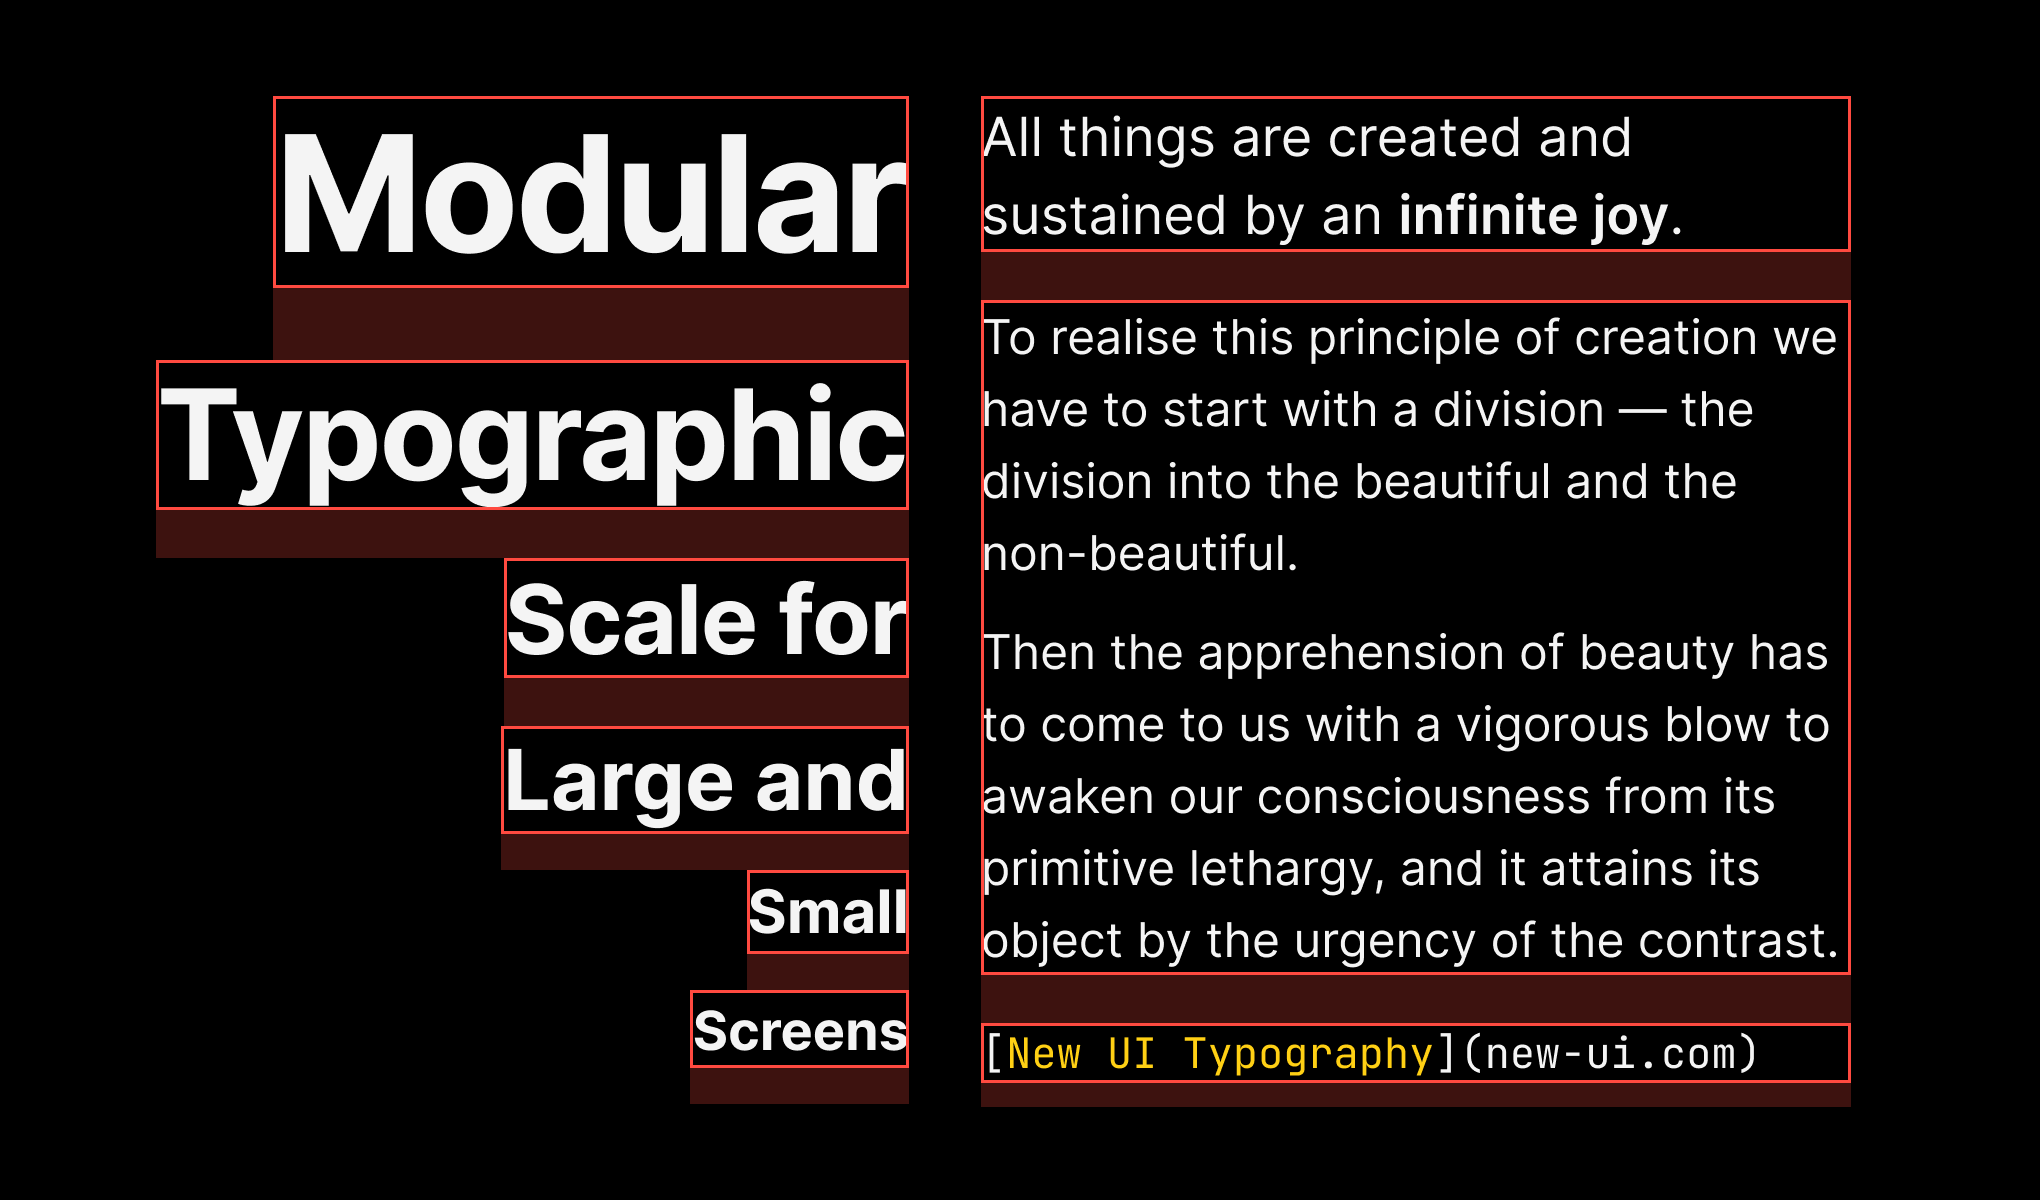 Modular
Typographic
Scale for
Large and
Small
Screens
All things are created and
sustained by an infinite joy.
To realise this principle of creation we
have to start with a division — the
division into the beautiful and the
non-beautiful.
Then the apprehension of beauty has
to come to us with a vigorous blow to
awaken our consciousness from its
primitive lethargy, and it attains its
object by the urgency of the contrast.
[New UI Typography](new-ui.com)